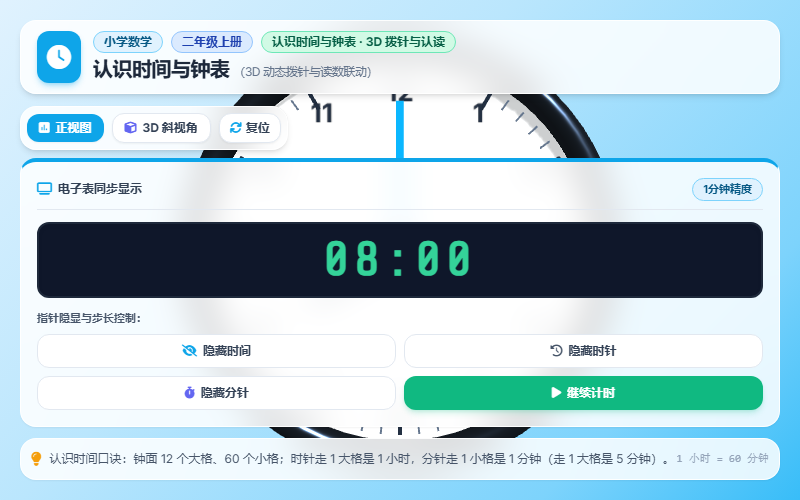 小学数学 二年级上册 认识时间与钟表 · 3D 拨针与认读
认识时间与钟表 (3D 动态拨针与读数联动)
11 12 1
正视图 3D 斜视角 复位
电子表同步显示 1分钟精度
08:00
指针隐显与步长控制:
隐藏时间 隐藏时针
隐藏分针 继续计时
认识时间口诀：钟面 12 个大格、60 个小格；时针走 1 大格是 1 小时，分针走 1 小格是 1 分钟（走 1 大格是 5 分钟）。 1 小时 = 60 分钟